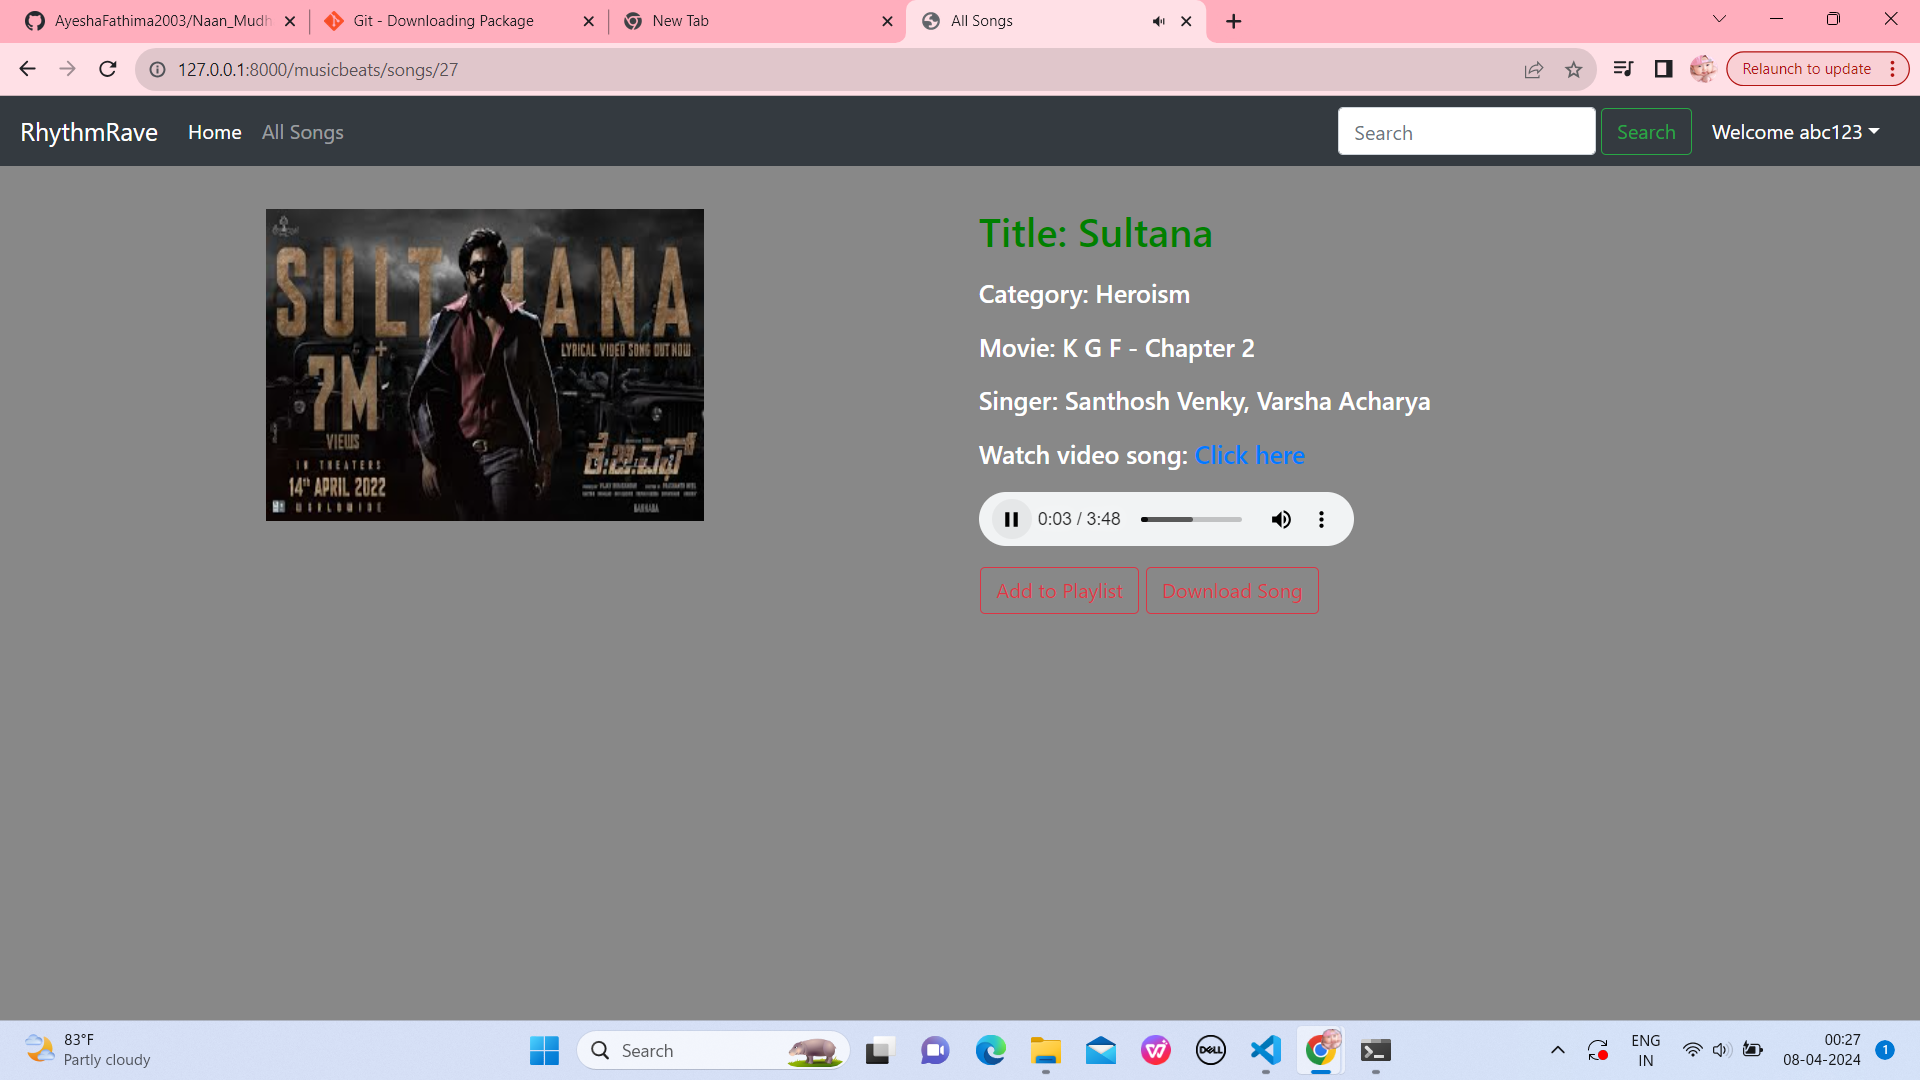 AyeshaFathima2003/Naan_Mudh
Git - Downloading Package
New Tab
All Songs
127.0.0.1:8000/musicbeats/songs/27
Relaunch to update
RhythmRave
Home
All Songs
Search
Search
Welcome abc123
SULTHANA
LYRICAL VIDEO SONG OUT NOW
7M+
VIEWS
IN THEATERS
14th APRIL 2022
WORLDWIDE
ಕೆ.ಜಿ.ಎಫ್
KANNADA
Title: Sultana
Category: Heroism
Movie: K G F - Chapter 2
Singer: Santhosh Venky, Varsha Acharya
Watch video song: Click here
0:03 / 3:48
Add to Playlist
Download Song
83°F
Partly cloudy
Search
DELL
ENG
IN
00:27
08-04-2024
1